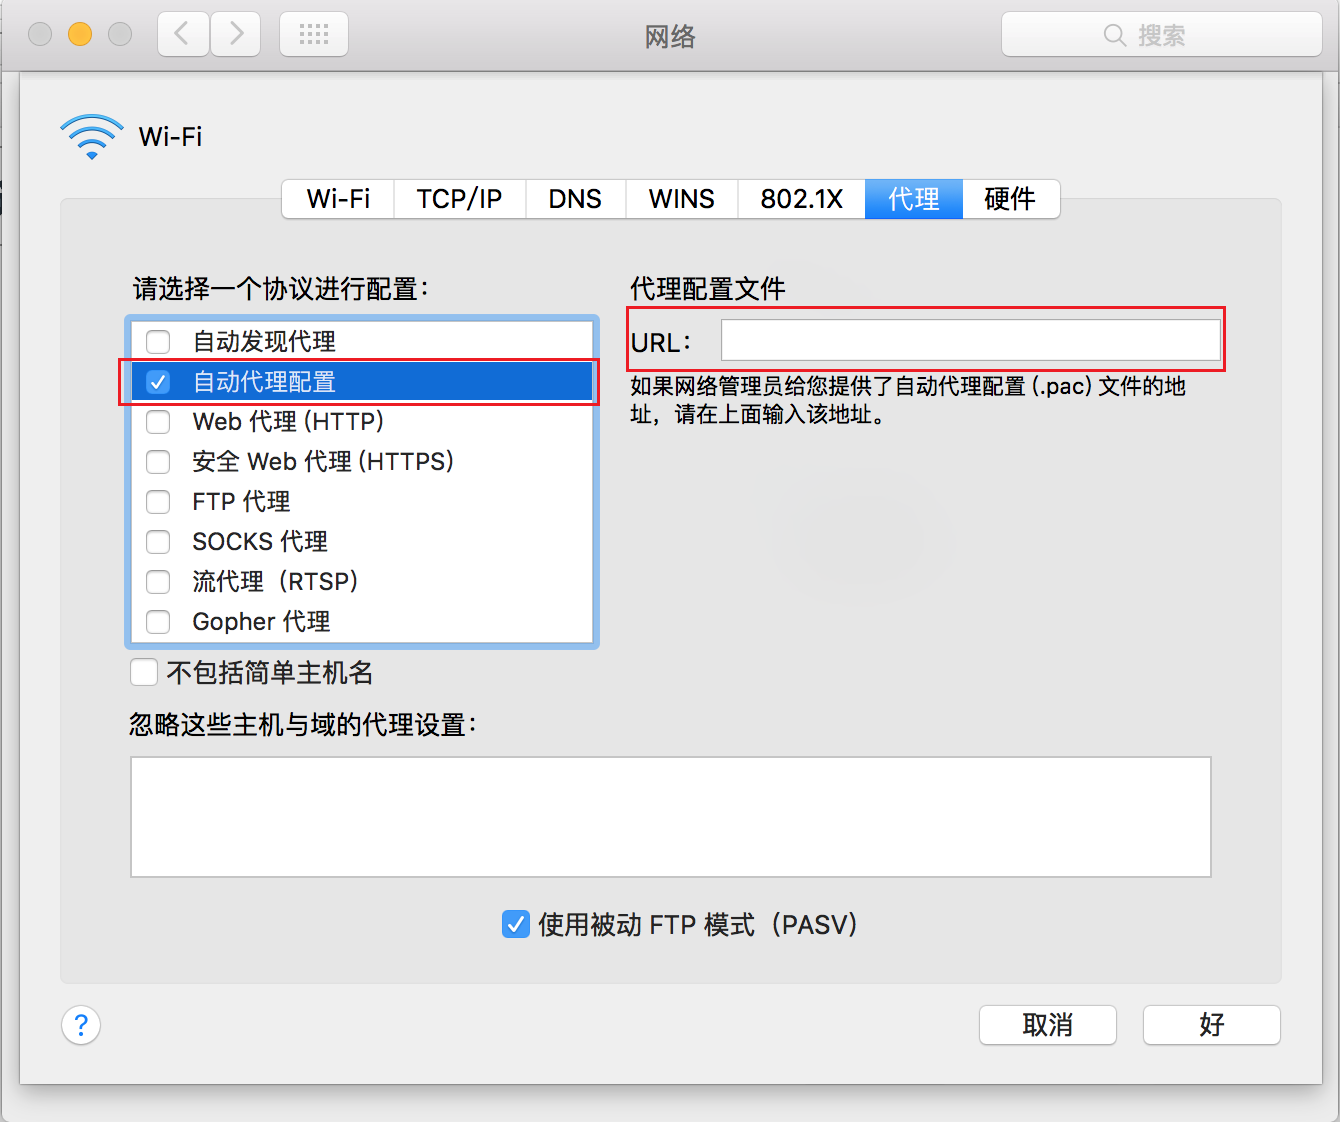 网络
搜索
Wi-Fi
Wi-Fi TCP/IP DNS WINS 802.1X 代理 硬件
请选择一个协议进行配置：
自动发现代理
自动代理配置
Web 代理 (HTTP)
安全 Web 代理 (HTTPS)
FTP 代理
SOCKS 代理
流代理（RTSP）
Gopher 代理
代理配置文件
URL：
如果网络管理员给您提供了自动代理配置 (.pac) 文件的地
址，请在上面输入该地址。
不包括简单主机名
忽略这些主机与域的代理设置：
使用被动 FTP 模式（PASV）
?
取消
好